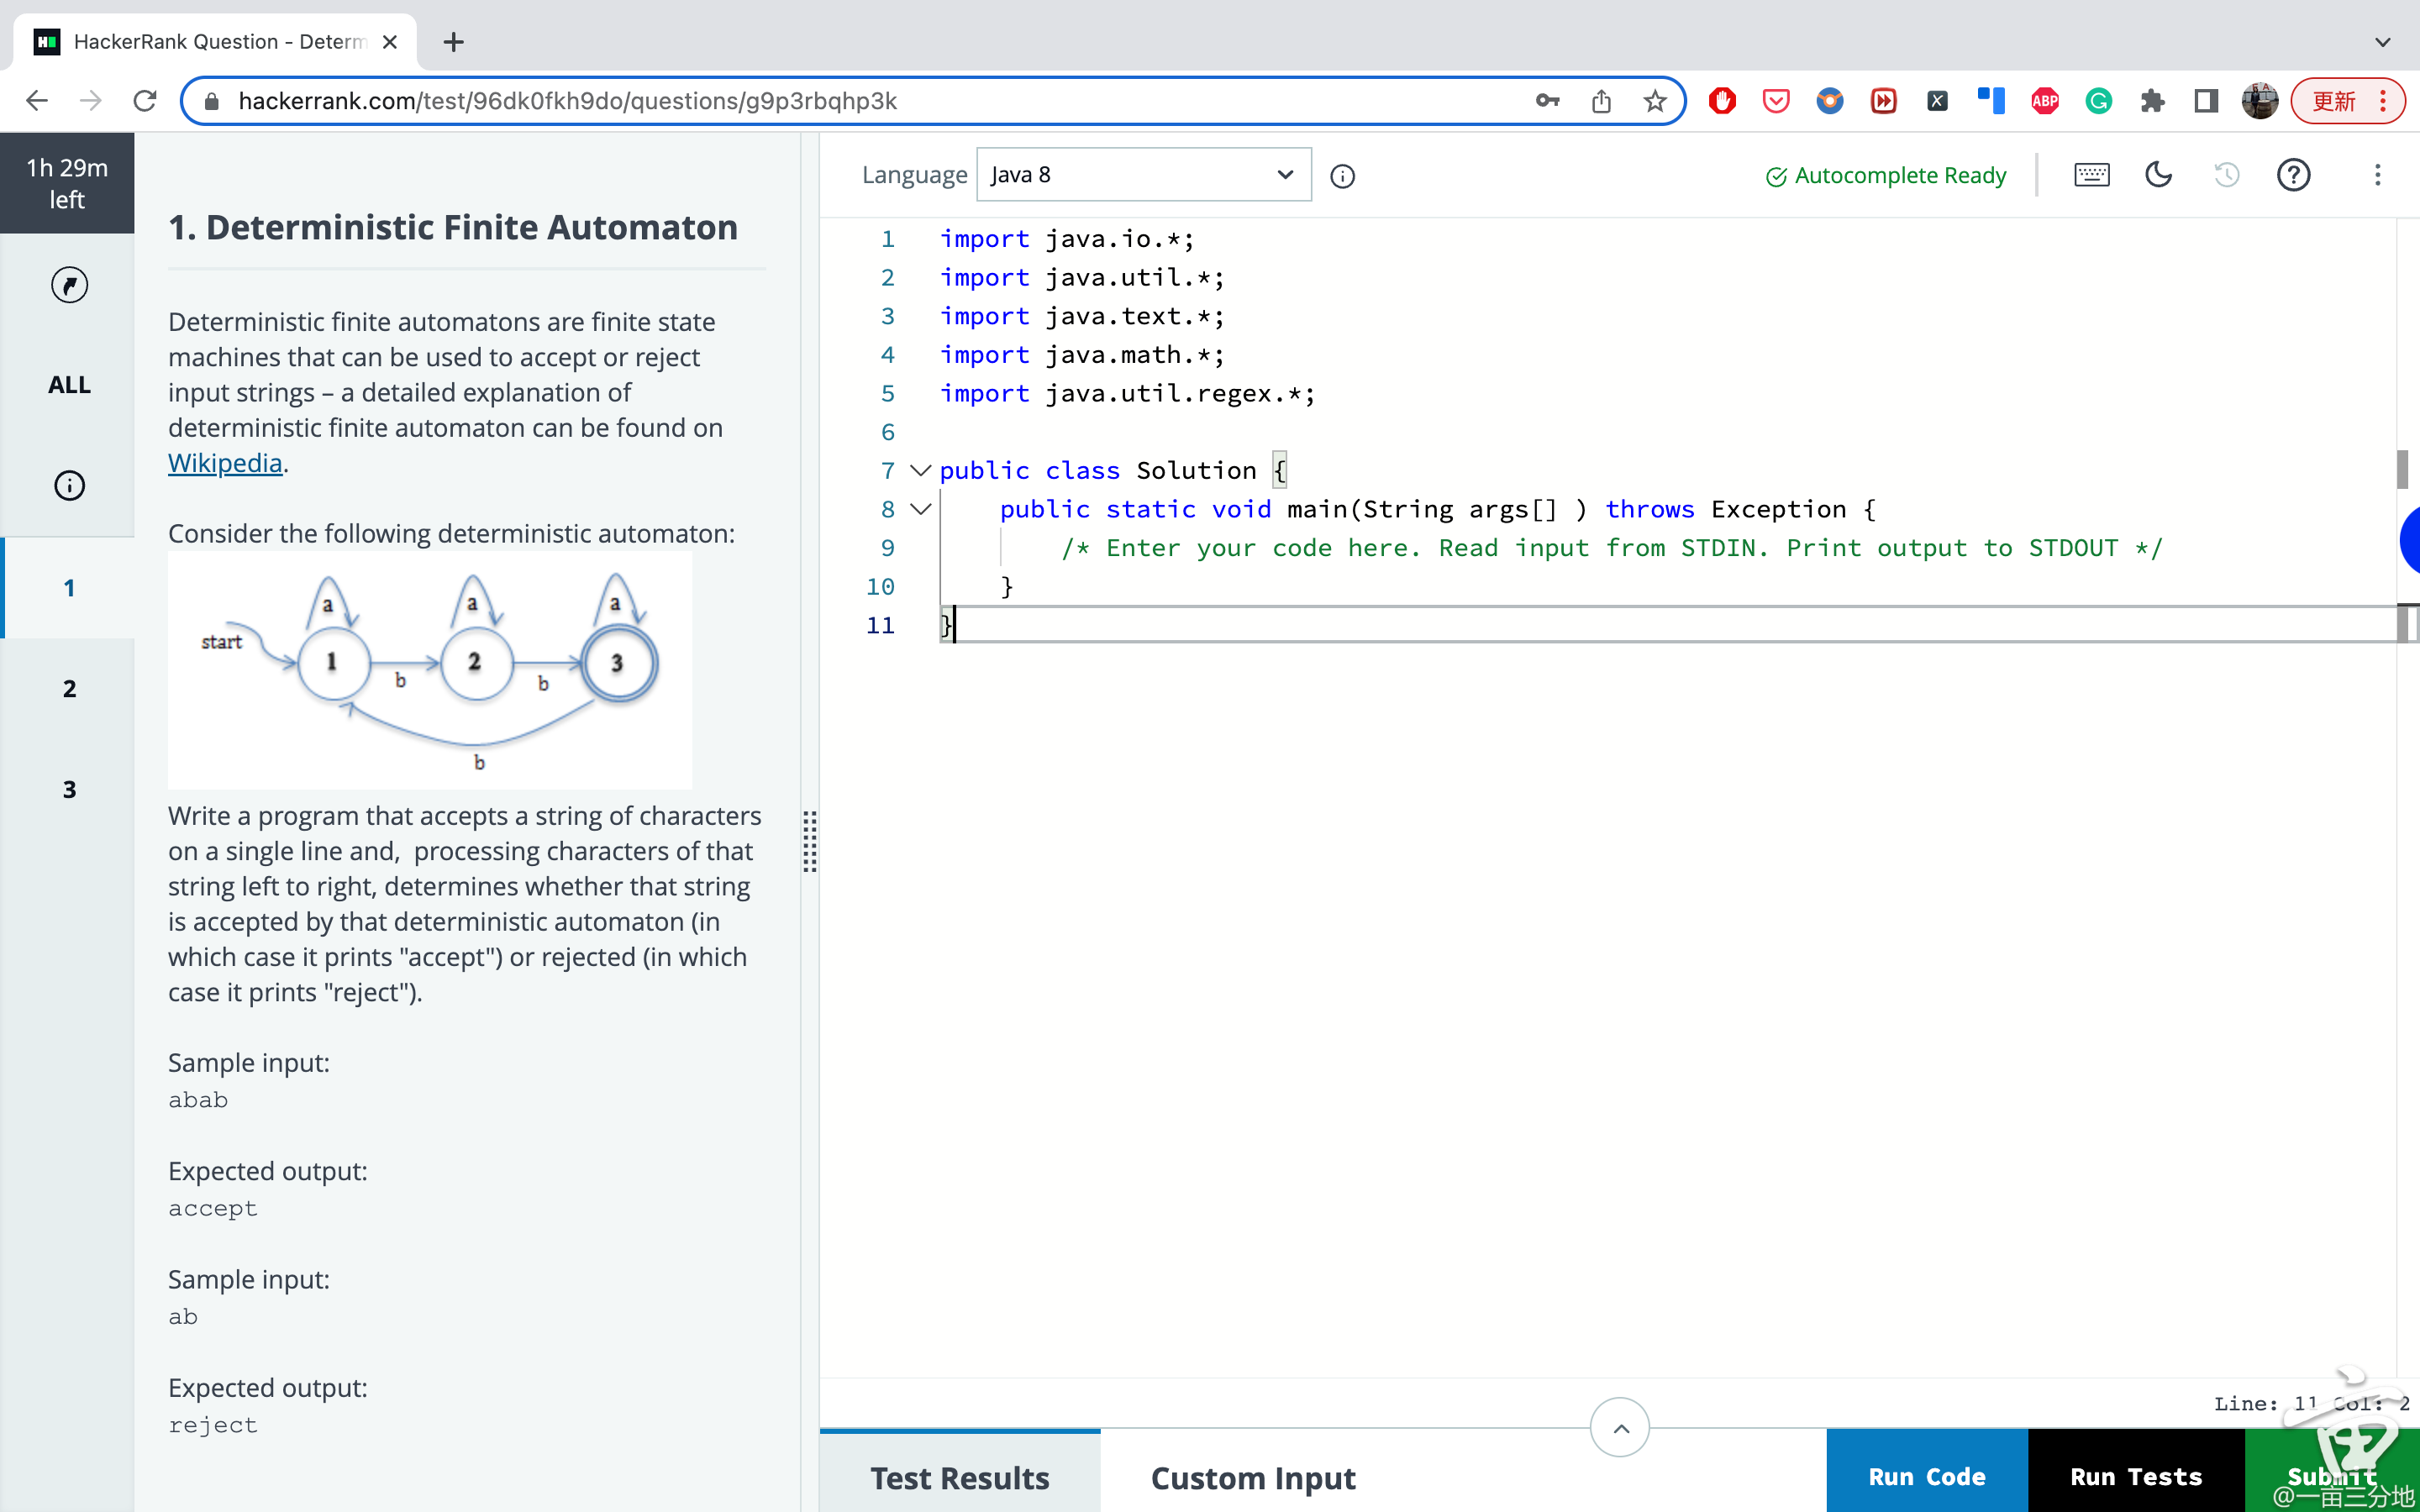 HackerRank Question - Determ
hackerrank.com/test/96dk0fkh9do/questions/g9p3rbqhp3k
ABP
更新
1h 29m
left
ALL
1
2
3
1. Deterministic Finite Automaton
Deterministic finite automatons are finite state
machines that can be used to accept or reject
input strings – a detailed explanation of
deterministic finite automaton can be found on
Wikipedia.
Consider the following deterministic automaton:
a a a
start
1 2 3
b b
b
Write a program that accepts a string of characters
on a single line and,  processing characters of that
string left to right, determines whether that string
is accepted by that deterministic automaton (in
which case it prints "accept") or rejected (in which
case it prints "reject").
Sample input:
abab
Expected output:
accept
Sample input:
ab
Expected output:
reject
Language Java 8
Autocomplete Ready
1 import java.io.*;
2 import java.util.*;
3 import java.text.*;
4 import java.math.*;
5 import java.util.regex.*;
6
7 public class Solution {
8 public static void main(String args[] ) throws Exception {
9 /* Enter your code here. Read input from STDIN. Print output to STDOUT */
10 }
11 }
Line: 11 Col: 2
Test Results
Custom Input
Run Code
Run Tests
Submit
@一亩三分地